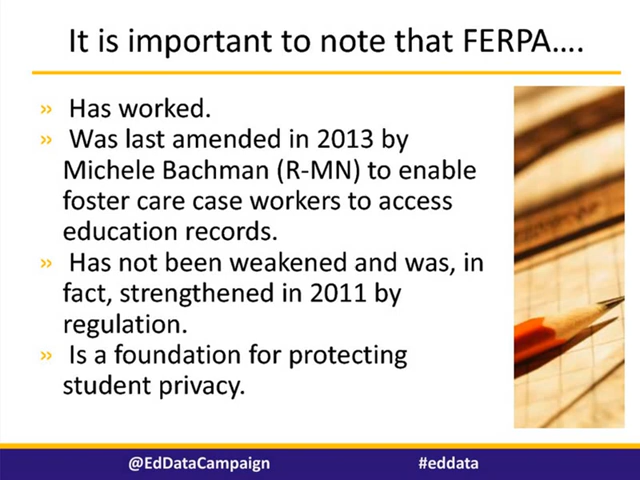 It is important to note that FERPA....
» Has worked.
» Was last amended in 2013 by
Michele Bachman (R-MN) to enable
foster care case workers to access
education records.
» Has not been weakened and was, in
fact, strengthened in 2011 by
regulation.
» Is a foundation for protecting
student privacy.
@EdDataCampaign
#eddata